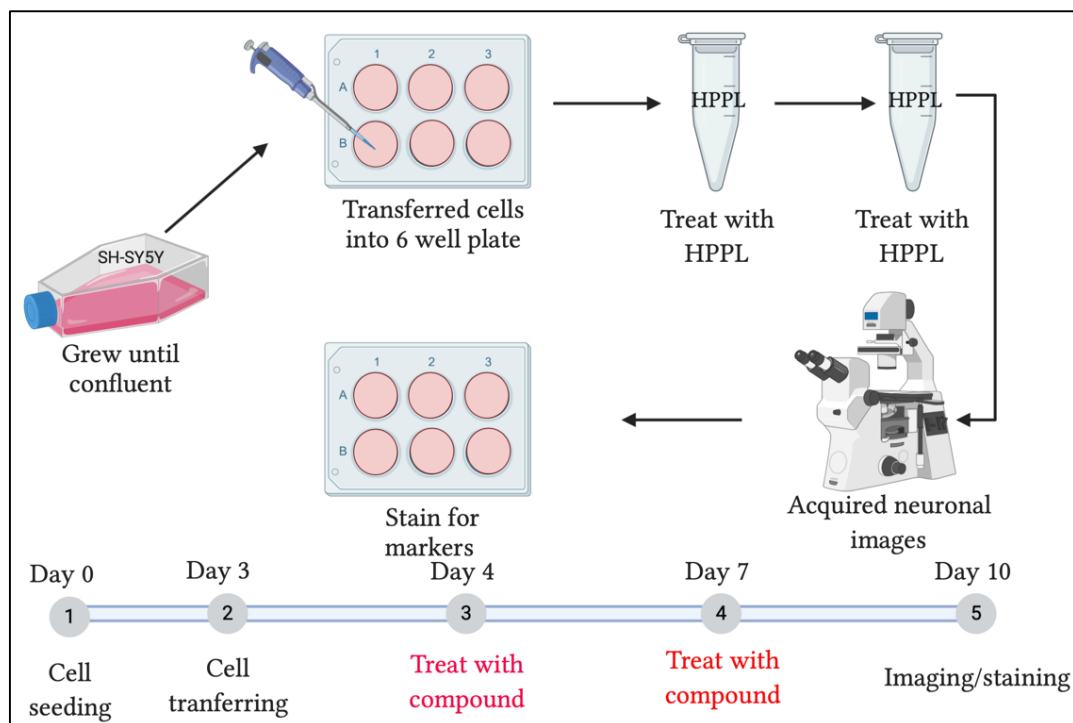 1 2 3
A
B
Transferred cells
into 6 well plate
HPPL
Treat with
HPPL
HPPL
Treat with
HPPL
SH-SY5Y
Grew until
confluent
1 2 3
A
B
Stain for
markers
Acquired neuronal
images
Day 0 Day 3 Day 4 Day 7 Day 10
1 2 3 4 5
Cell
seeding
Cell
tranferring
Treat with
compound
Treat with
compound
Imaging/staining